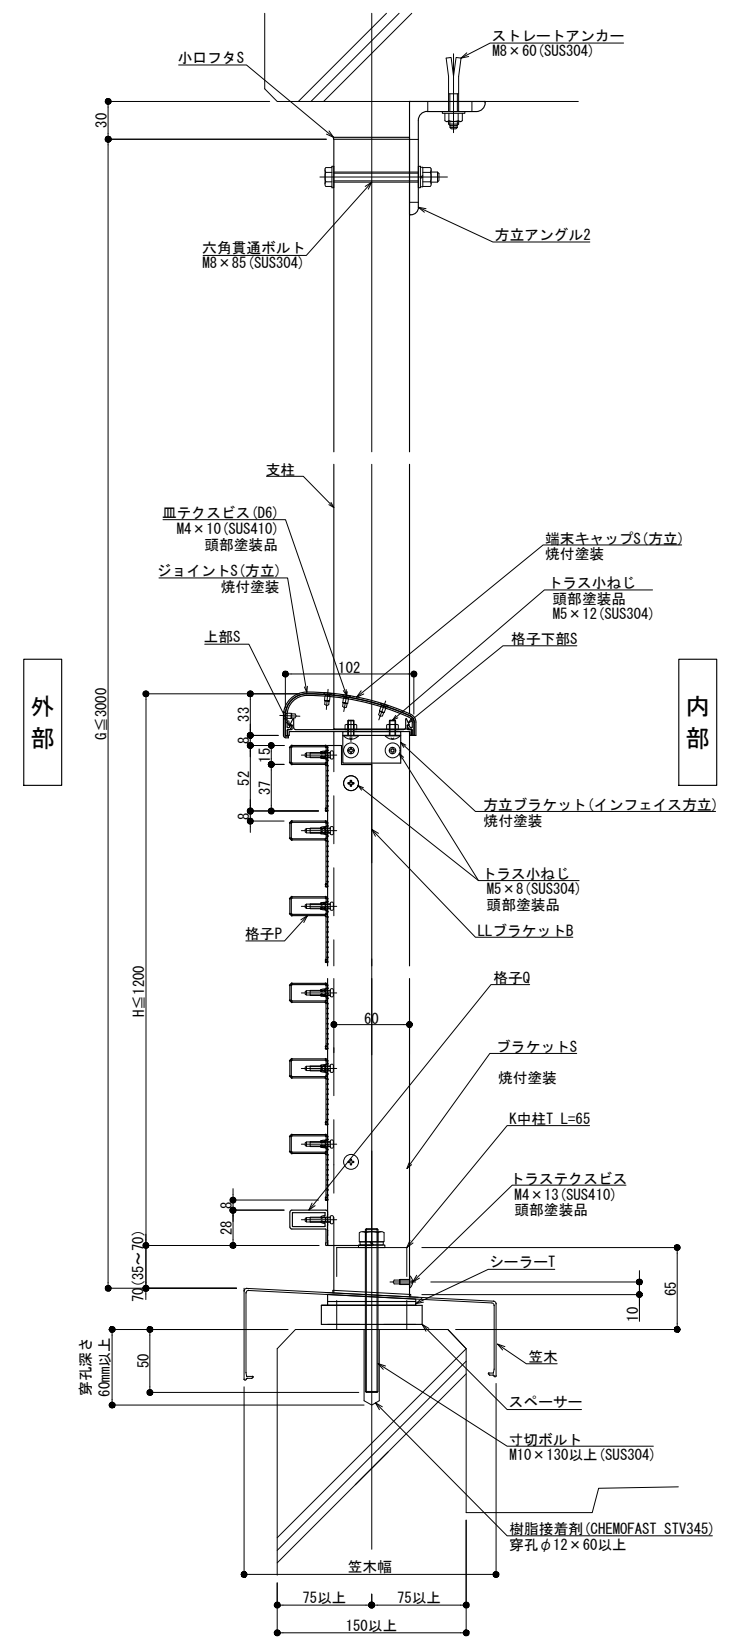 ストレートアンカー
M8×60(SUS304)
小口フタS
30
六角貫通ボルト
M8×85(SUS304)
方立アングル2
支柱
皿テクスビス(D6)
M4×10(SUS410)
頭部塗装品
ジョイントS(方立)
焼付塗装
上部S
端末キャップS(方立)
焼付塗装
トラス小ねじ
頭部塗装品
M5×12(SUS304)
格子下部S
102
外部
内部
G≦3000
33
8
15
52
37
8
方立ブラケット(インフェイス方立)
焼付塗装
トラス小ねじ
M5×8(SUS304)
頭部塗装品
格子P
LLブラケットB
H≦1200
格子Q
60
ブラケットS
焼付塗装
K中柱T L=65
トラステクスビス
M4×13(SUS410)
頭部塗装品
8
28
70(35~70)
シーラーT
65
10
穿孔深さ
60mm以上
50
笠木
スペーサー
寸切ボルト
M10×130以上(SUS304)
樹脂接着剤(CHEMOFAST STV345)
穿孔φ12×60以上
笠木幅
75以上
75以上
150以上